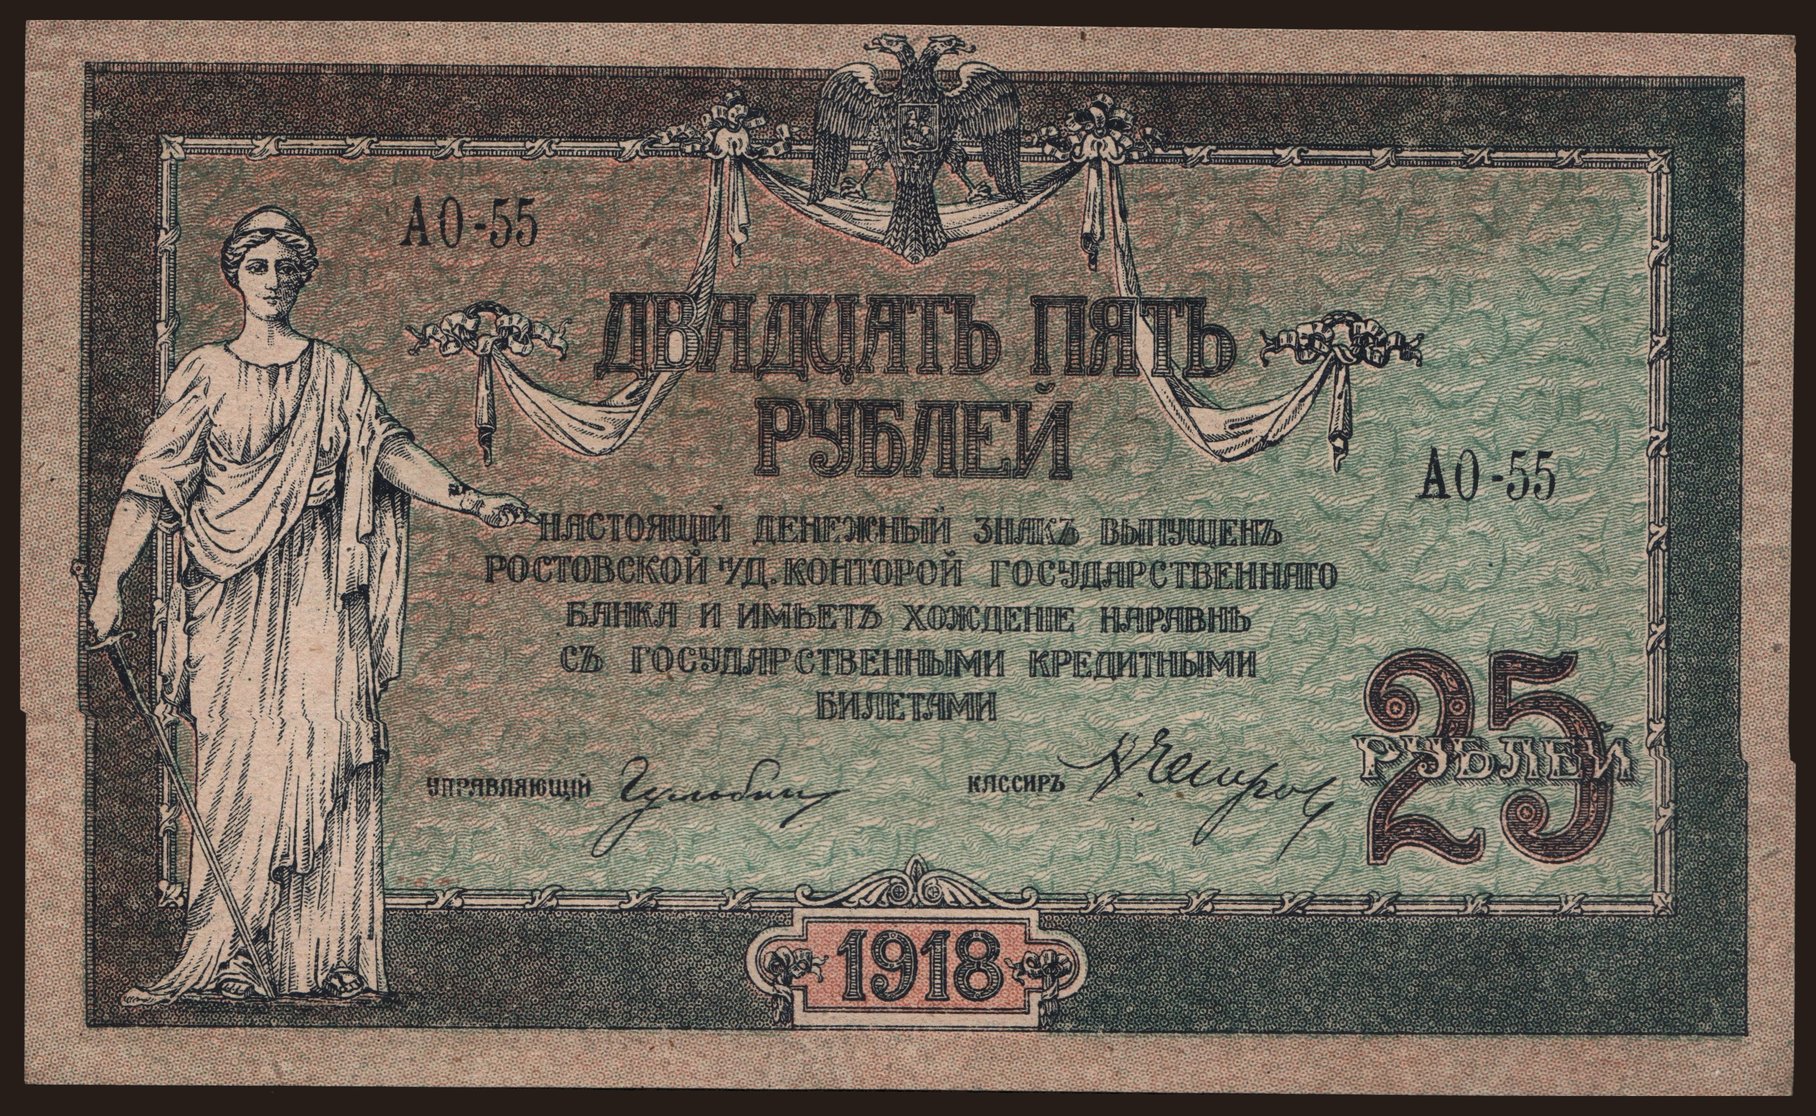 АО-55
ДВАДЦАТЬ ПЯТЬ
РУБЛЕЙ
АО-55
НАСТОЯЩІЙ ДЕНЕЖНЫЙ ЗНАКЪ ВЫПУЩЕНЪ
РОСТОВСКОЙ Н/Д. КОНТОРОЙ ГОСУДАРСТВЕННАГО
БАНКА И ИМѢЕТЪ ХОЖДЕНІЕ НАРАВНѢ
СЪ ГОСУДАРСТВЕННЫМИ КРЕДИТНЫМИ
БИЛЕТАМИ
25
РУБЛЕЙ
УПРАВЛЯЮЩІЙ КАССИРЪ
1918